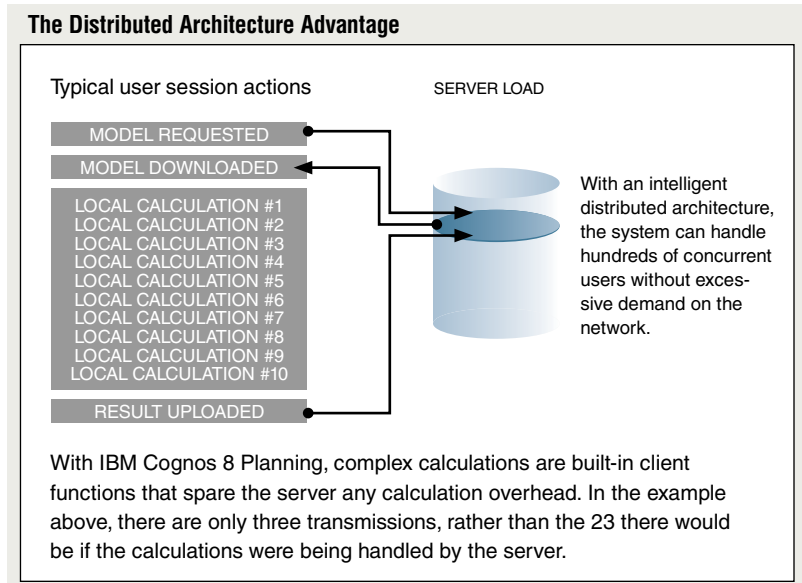 The Distributed Architecture Advantage
Typical user session actions
SERVER LOAD
MODEL REQUESTED
MODEL DOWNLOADED
LOCAL CALCULATION #1
LOCAL CALCULATION #2
LOCAL CALCULATION #3
LOCAL CALCULATION #4
LOCAL CALCULATION #5
LOCAL CALCULATION #6
LOCAL CALCULATION #7
LOCAL CALCULATION #8
LOCAL CALCULATION #9
LOCAL CALCULATION #10
RESULT UPLOADED
With an intelligent
distributed architecture,
the system can handle
hundreds of concurrent
users without exces-
sive demand on the
network.
With IBM Cognos 8 Planning, complex calculations are built-in client
functions that spare the server any calculation overhead. In the example
above, there are only three transmissions, rather than the 23 there would
be if the calculations were being handled by the server.